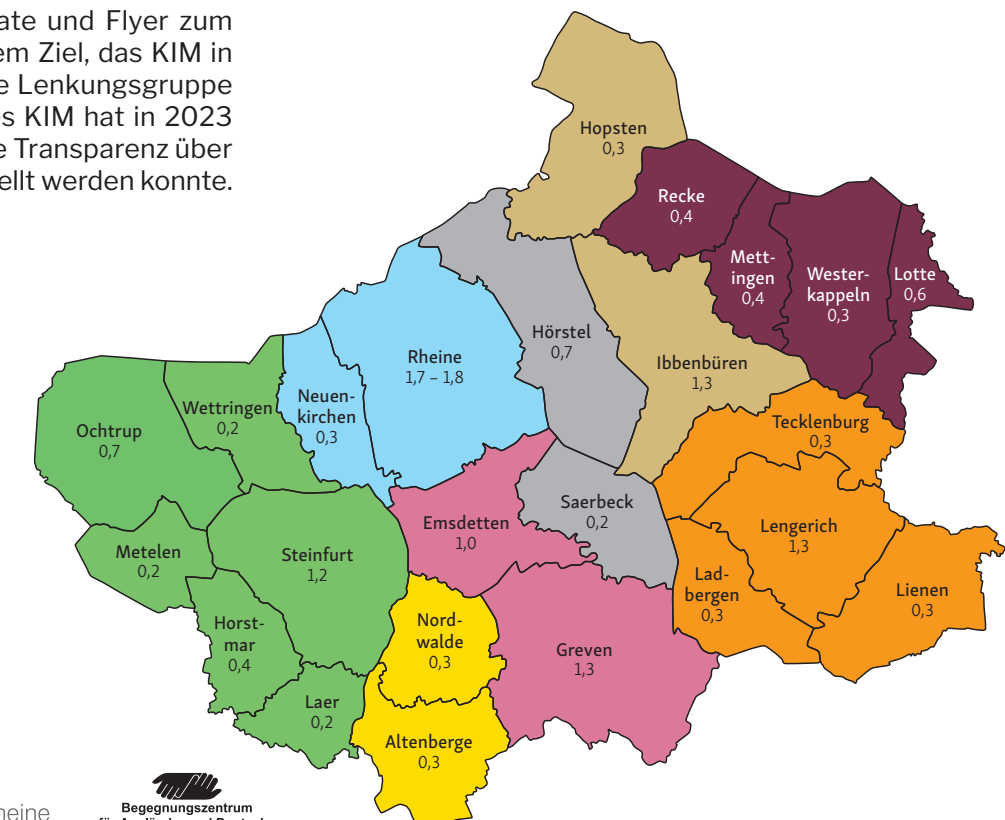 ate und Flyer zum
em Ziel, das KIM in
e Lenkungsgruppe
es KIM hat in 2023
e Transparenz über
ellt werden konnte.
Hopsten
0,3
Recke
0,4
Mett-
ingen
0,4
Wester-
kappeln
0,3
Lotte
0,6
Hörstel
0,7
Ibbenbüren
1,3
Rheine
1,7 – 1,8
Neuen-
kirchen
0,3
Wettringen
0,2
Ochtrup
0,7
Tecklenburg
0,3
Saerbeck
0,2
Emsdetten
1,0
Lengerich
1,3
Metelen
0,2
Steinfurt
1,2
Lad-
bergen
0,3
Lienen
0,3
Horst-
mar
0,4
Nord-
walde
0,3
Greven
1,3
Laer
0,2
Altenberge
0,3
heine
Begegnungszentrum